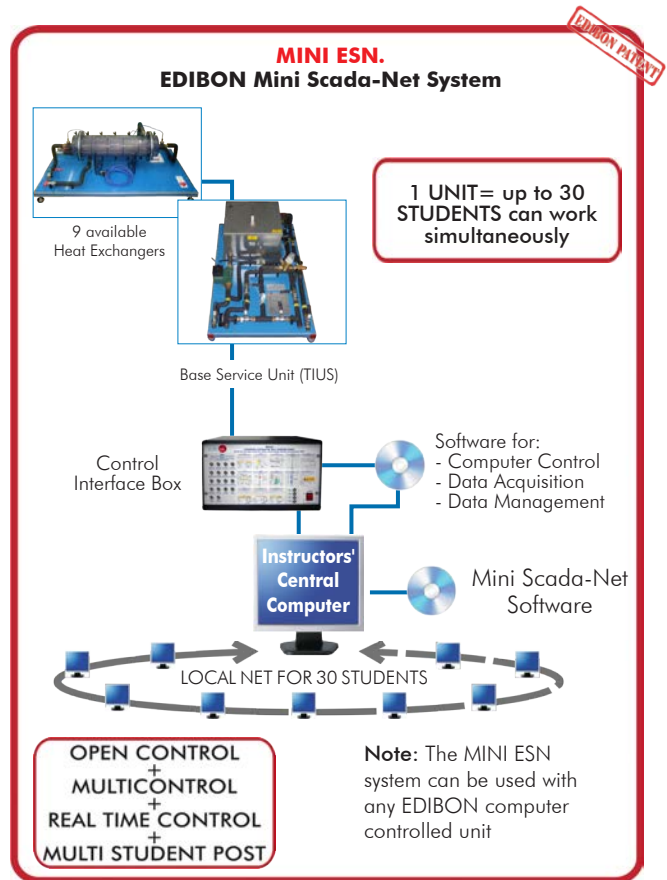 EDIBON PATENT
MINI ESN.
EDIBON Mini Scada-Net System
1 UNIT= up to 30
STUDENTS can work
simultaneously
9 available
Heat Exchangers
Base Service Unit (TIUS)
Control
Interface Box
Software for:
- Computer Control
- Data Acquisition
- Data Management
Instructors'
Central
Computer
Mini Scada-Net
Software
LOCAL NET FOR 30 STUDENTS
OPEN CONTROL
+
MULTICONTROL
+
REAL TIME CONTROL
+
MULTI STUDENT POST
Note: The MINI ESN
system can be used with
any EDIBON computer
controlled unit